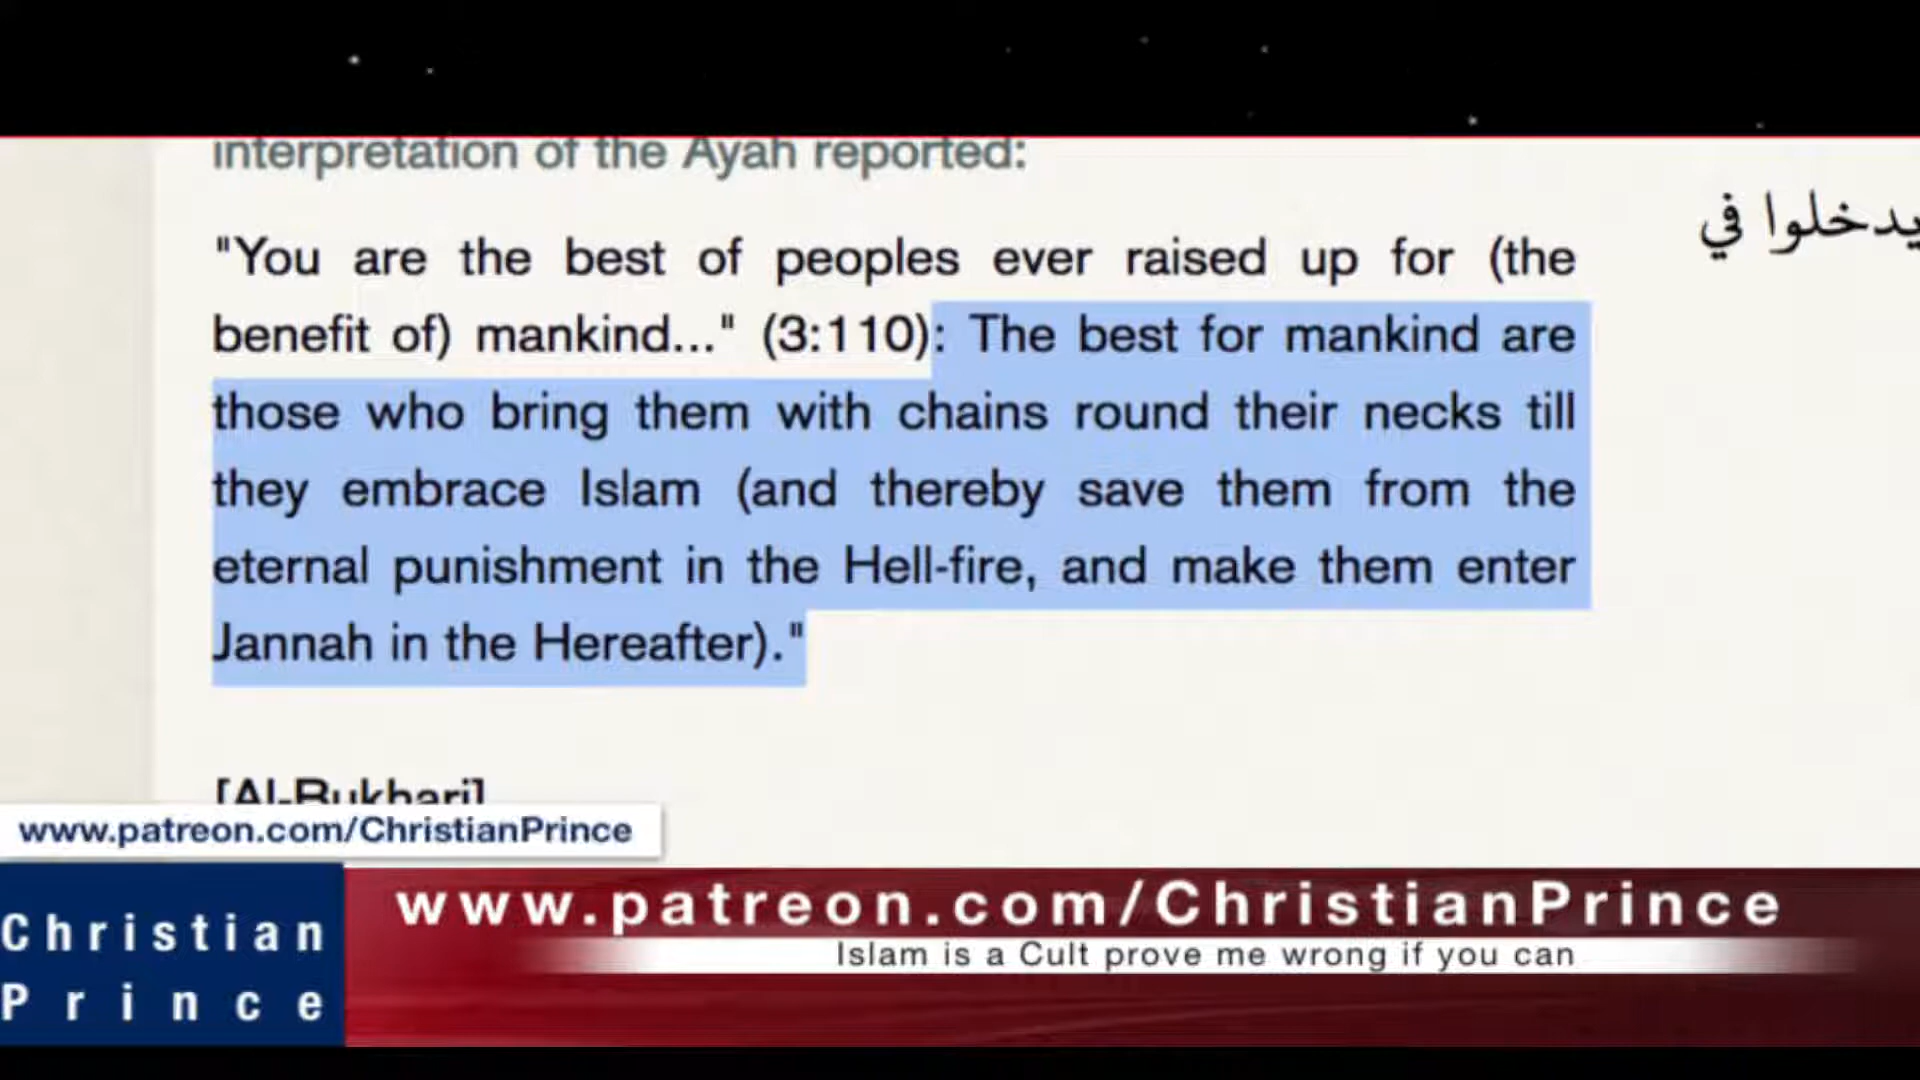 interpretation of the Ayah reported:
"You are the best of peoples ever raised up for (the
benefit of) mankind..." (3:110): The best for mankind are
those who bring them with chains round their necks till
they embrace Islam (and thereby save them from the
eternal punishment in the Hell-fire, and make them enter
Jannah in the Hereafter)."
يدخلوا في
[Al-Bukhari]
www.patreon.com/ChristianPrince
Christian
Prince
www.patreon.com/ChristianPrince
Islam is a Cult prove me wrong if you can